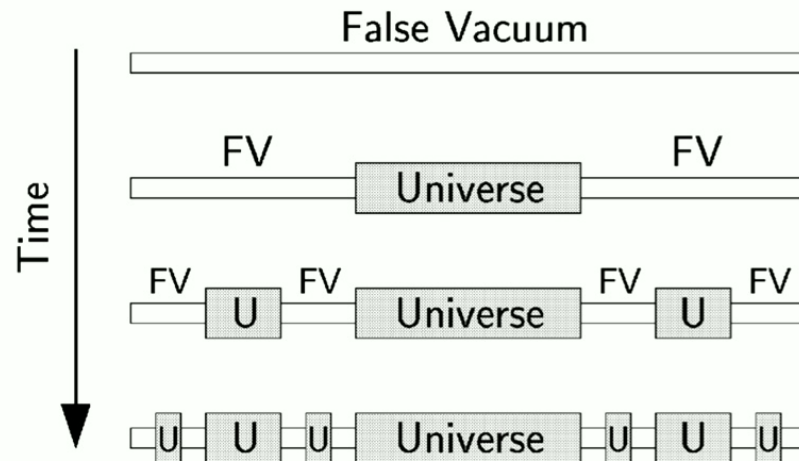 False Vacuum
Time
FV FV
Universe
FV FV FV FV
U Universe U
U U U Universe U U U